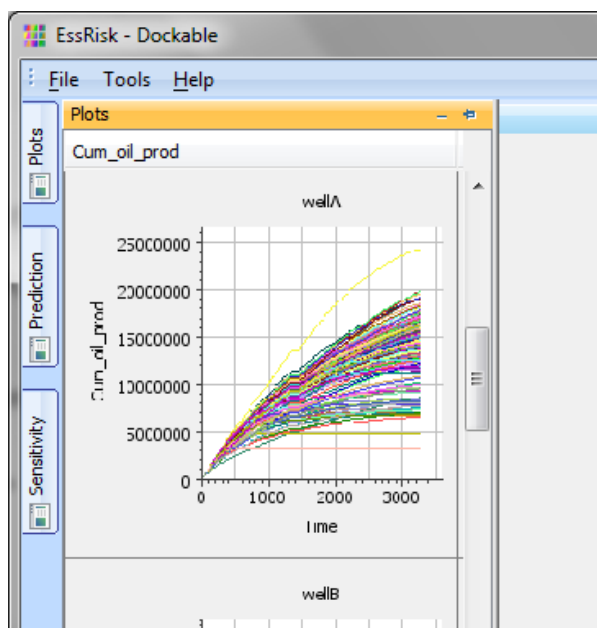 EssRisk - Dockable
File Tools Help
Plots
Plots
Cum_oil_prod
Prediction
Sensitivity
wellA
Cum_oil_prod
25000000
20000000
15000000
10000000
5000000
0
0 1000 2000 3000
Time
wellB